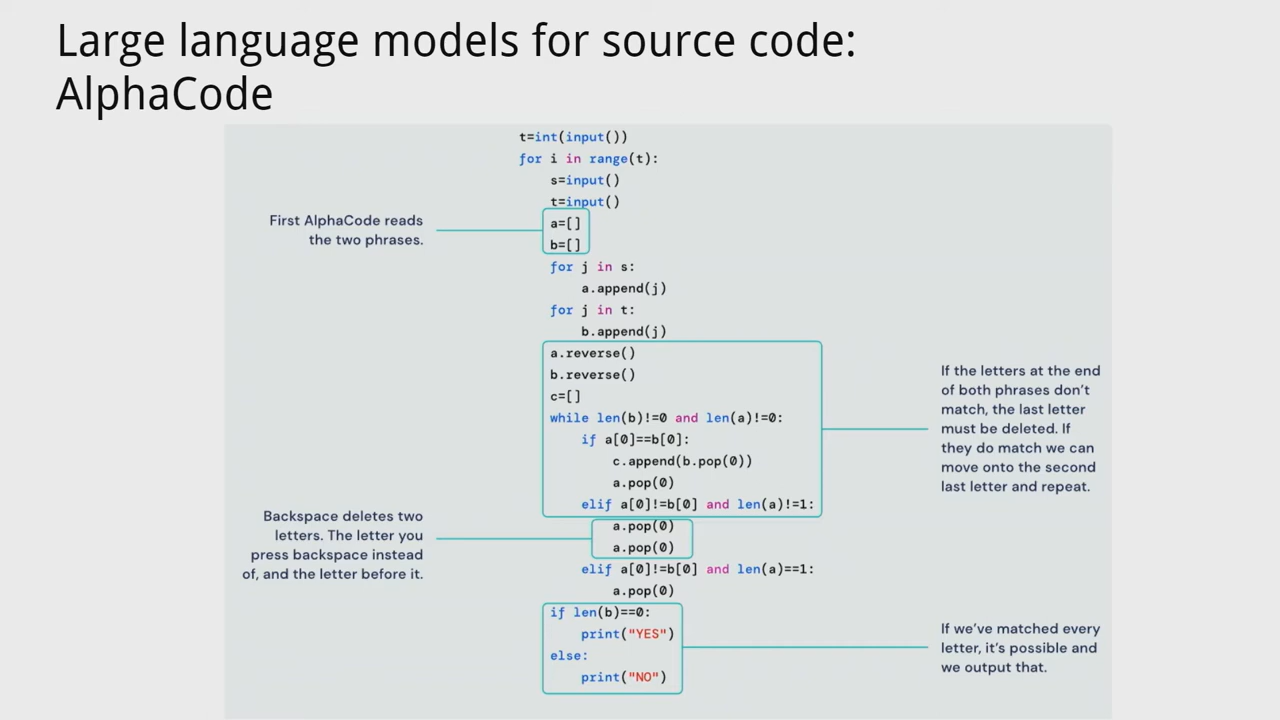 Large language models for source code:
AlphaCode
t=int(input())
for i in range(t):
s=input()
t=input()
a=[]
b=[]
for j in s:
a.append(j)
for j in t:
b.append(j)
a.reverse()
b.reverse()
c=[]
while len(b)!=0 and len(a)!=0:
if a[0]==b[0]:
c.append(b.pop(0))
a.pop(0)
elif a[0]!=b[0] and len(a)!=1:
a.pop(0)
a.pop(0)
elif a[0]!=b[0] and len(a)==1:
a.pop(0)
if len(b)==0:
print("YES")
else:
print("NO")
First AlphaCode reads
the two phrases.
If the letters at the end
of both phrases don't
match, the last letter
must be deleted. If
they do match we can
move onto the second
last letter and repeat.
Backspace deletes two
letters. The letter you
press backspace instead
of, and the letter before it.
If we've matched every
letter, it's possible and
we output that.